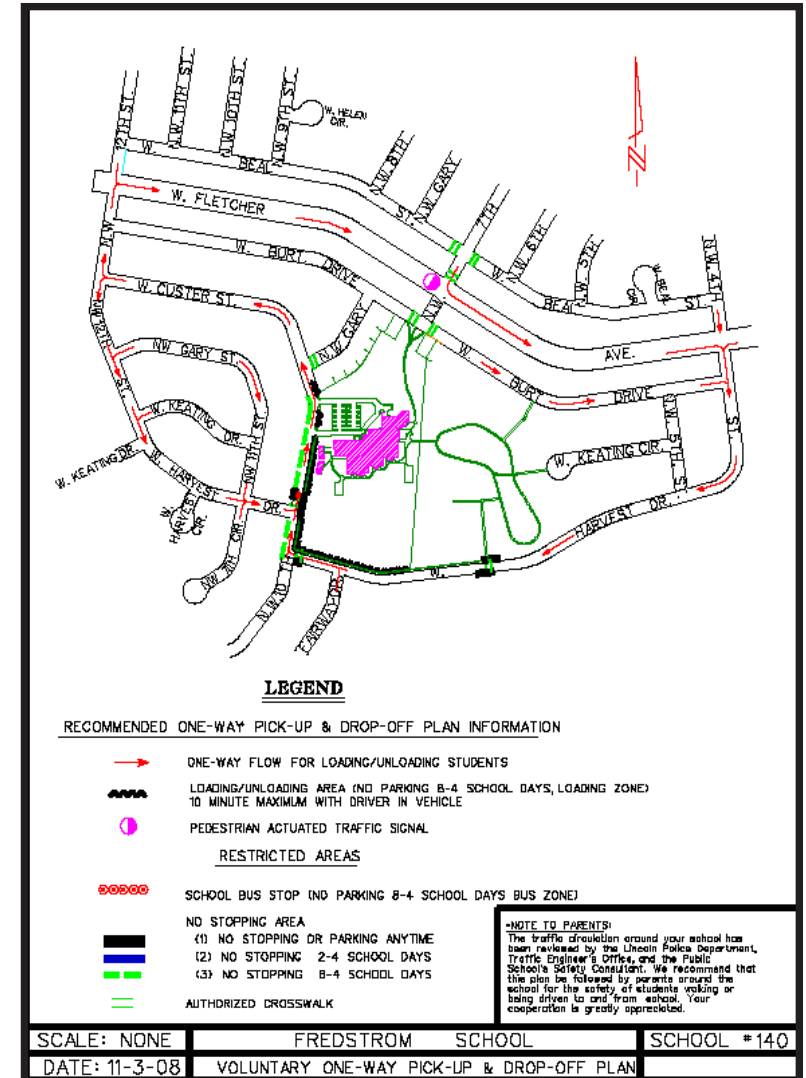 12TH ST.
N.W. 11TH ST.
N.W. 10TH ST.
N.W. 9TH ST.
W. HELEN
CIR.
W. BEAL ST.
N.W. 8TH
N.W. GARY
N.W. 7TH
N.W. 6TH
N.W. 5TH
W. BEAL
CIR
N.W. 4TH ST.
W. BEAL ST.
N
W. FLETCHER AVE.
W. BURT DRIVE
W. CUSTER ST.
N.W. GARY
NW GARY ST.
N.W.
NW 12TH ST.
W. KEATING DR.
W. KEATING DR.
NW 11TH ST
W. HARVEST DR.
W.
HARVEST
CIR.
NW 11TH CIR.
N.W. 10 TH
FAIRWAY CIR
W. BURT DRIVE
W. KEATING CIR.
N.W. 5TH S
W. HARVEST DR.
LEGEND
RECOMMENDED ONE-WAY PICK-UP & DROP-OFF PLAN INFORMATION
ONE-WAY FLOW FOR LOADING/UNLOADING STUDENTS
LOADING/UNLOADING AREA (NO PARKING 8-4 SCHOOL DAYS, LOADING ZONE)
10 MINUTE MAXIMUM WITH DRIVER IN VEHICLE
PEDESTRIAN ACTUATED TRAFFIC SIGNAL
RESTRICTED AREAS
SCHOOL BUS STOP (NO PARKING 8-4 SCHOOL DAYS BUS ZONE)
NO STOPPING AREA
(1) NO STOPPING OR PARKING ANYTIME
(2) NO STOPPING 2-4 SCHOOL DAYS
(3) NO STOPPING 8-4 SCHOOL DAYS
AUTHORIZED CROSSWALK
-NOTE TO PARENTS:
The traffic circulation around your school has
been reviewed by the Lincoln Police Department,
Traffic Engineer's Office, and the Public
School's Safety Consultant. We recommend that
this plan be followed by parents around the
school for the safety of students walking or
being driven to and from school. Your
cooperation is greatly appreciated.
SCALE: NONE
FREDSTROM SCHOOL
SCHOOL #140
DATE: 11-3-08
VOLUNTARY ONE-WAY PICK-UP & DROP-OFF PLAN